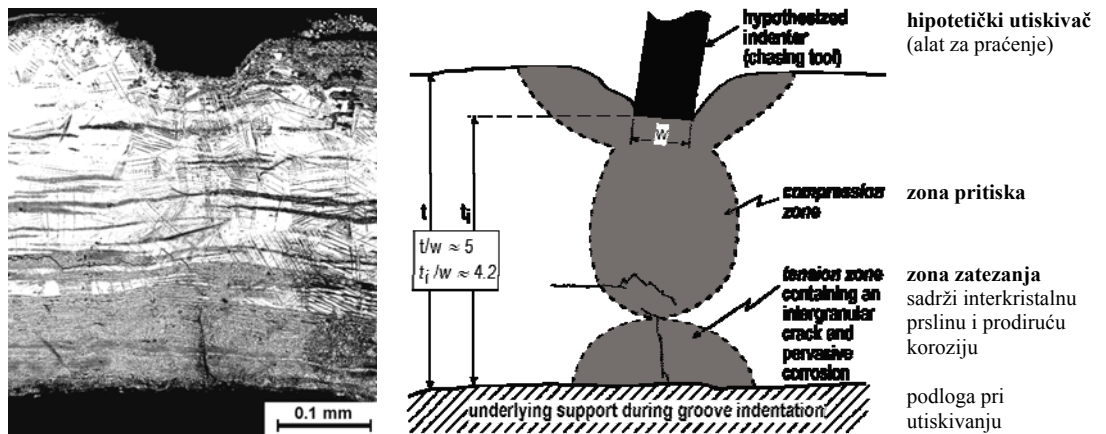 0.1 mm
hypothesized
indenter
(chasing tool)
w
t
tᵢ
t/w ≈ 5
tᵢ/w ≈ 4.2
compression
zone
tension zone
containing an
intergranular
crack and
pervasive
corrosion
underlying support during groove indentation
hipotetički utiskivač
(alat za praćenje)
zona pritiska
zona zatezanja
sadrži interkristalnu
prslinu i prodiruću
koroziju
podloga pri
utiskivanju